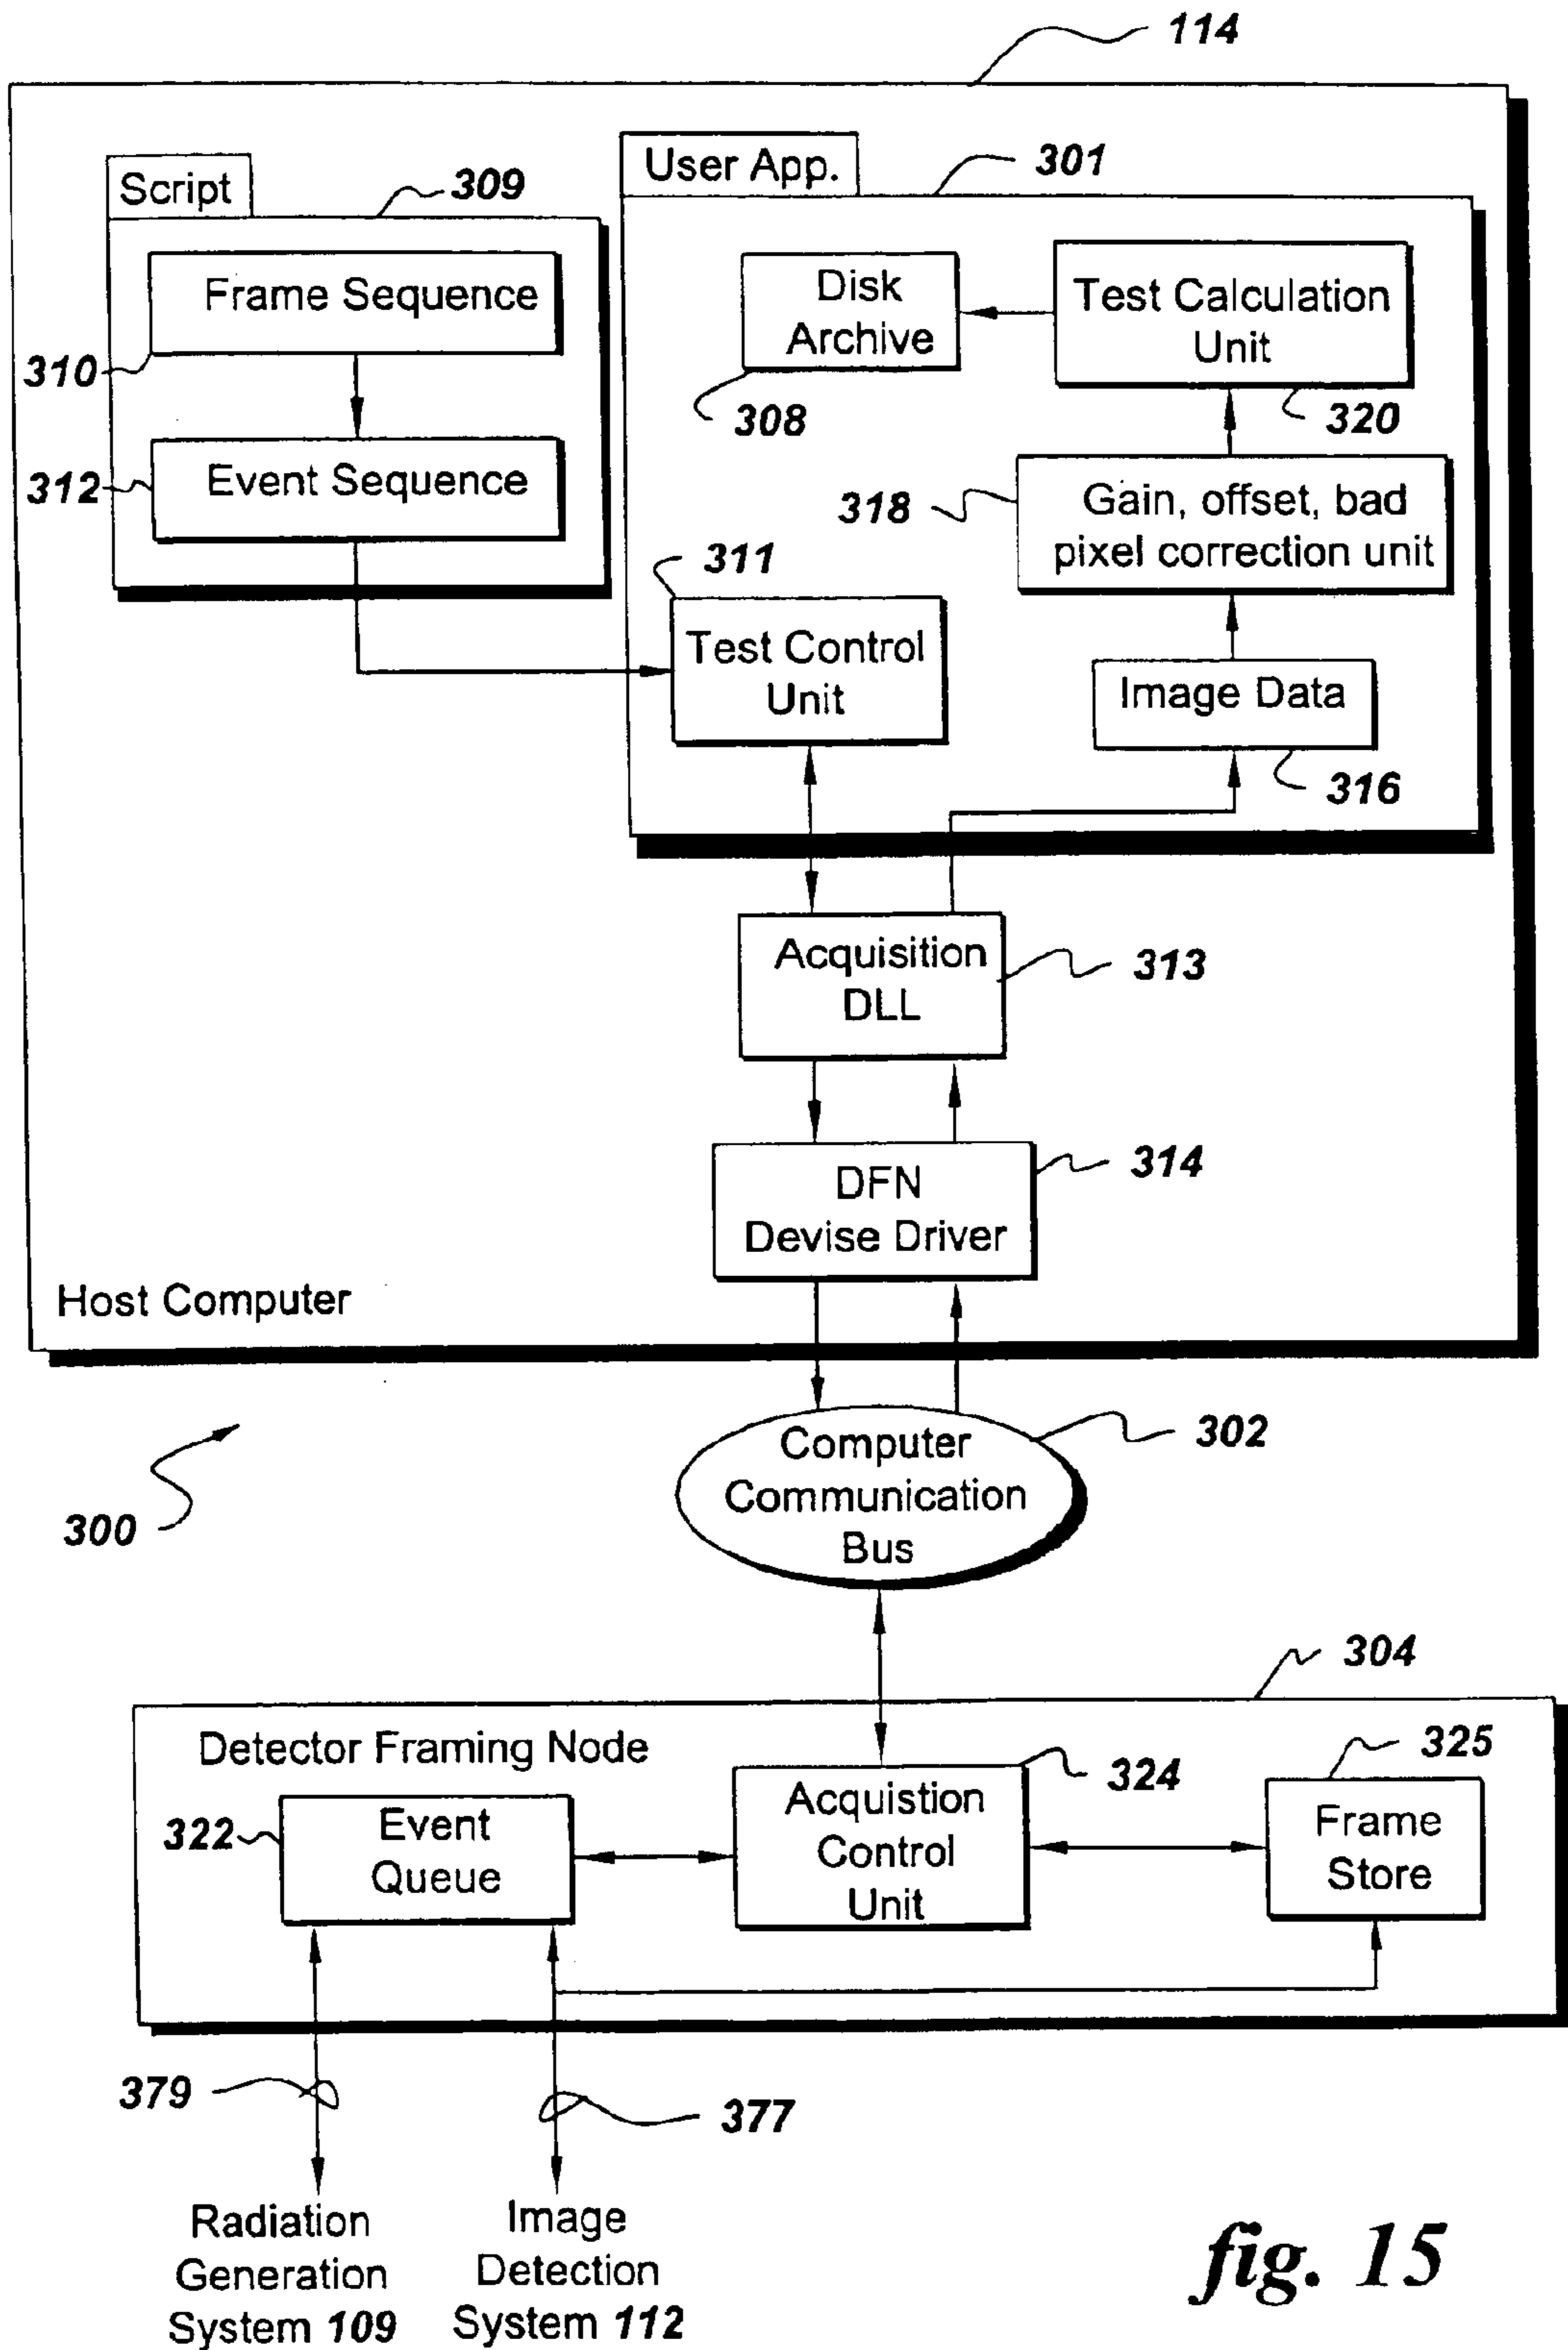 114
Script
309
User App.
301
Frame Sequence
310
Event Sequence
312
Disk
Archive
308
Test Calculation
Unit
320
318
Gain, offset, bad
pixel correction unit
311
Test Control
Unit
Image Data
316
Acquisition
DLL
313
DFN
Devise Driver
314
Host Computer
300
Computer
Communication
Bus
302
304
Detector Framing Node
322
Event
Queue
Acquistion
Control
Unit
324
325
Frame
Store
379
377
Radiation
Generation
System 109
Image
Detection
System 112
fig. 15